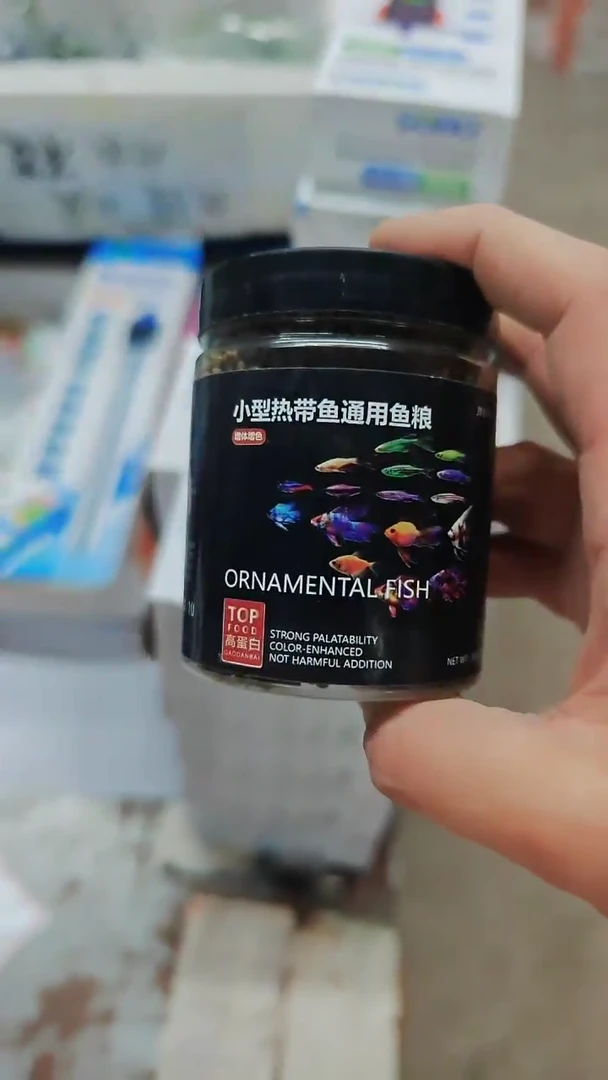 小型热带鱼通用鱼粮
增体增色
ORNAMENTAL FISH
TOP
FOOD
高蛋白
GAODANBAI
STRONG PALATABILITY
COLOR-ENHANCED
NOT HARMFUL ADDITION
NET